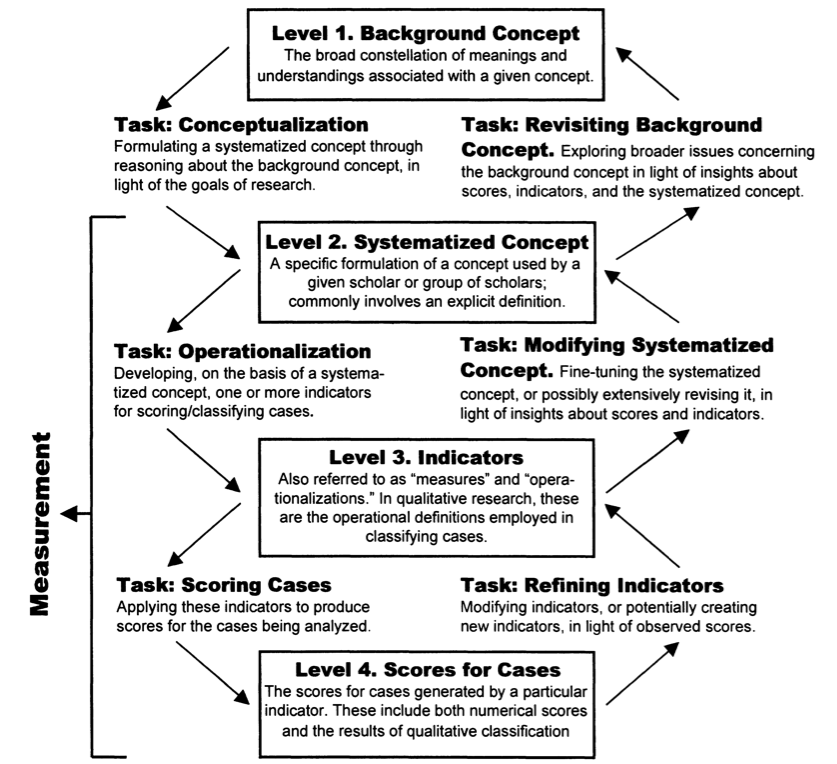 Level 1. Background Concept
The broad constellation of meanings and
understandings associated with a given concept.
Task: Conceptualization
Formulating a systematized concept through
reasoning about the background concept, in
light of the goals of research.
Task: Revisiting Background
Concept. Exploring broader issues concerning
the background concept in light of insights about
scores, indicators, and the systematized concept.
Level 2. Systematized Concept
A specific formulation of a concept used by a
given scholar or group of scholars;
commonly involves an explicit definition.
Task: Operationalization
Developing, on the basis of a systema-
tized concept, one or more indicators
for scoring/classifying cases.
Task: Modifying Systematized
Concept. Fine-tuning the systematized
concept, or possibly extensively revising it, in
light of insights about scores and indicators.
Measurement
Level 3. Indicators
Also referred to as “measures” and “opera-
tionalizations.” In qualitative research, these
are the operational definitions employed in
classifying cases.
Task: Scoring Cases
Applying these indicators to produce
scores for the cases being analyzed.
Task: Refining Indicators
Modifying indicators, or potentially creating
new indicators, in light of observed scores.
Level 4. Scores for Cases
The scores for cases generated by a particular
indicator. These include both numerical scores
and the results of qualitative classification